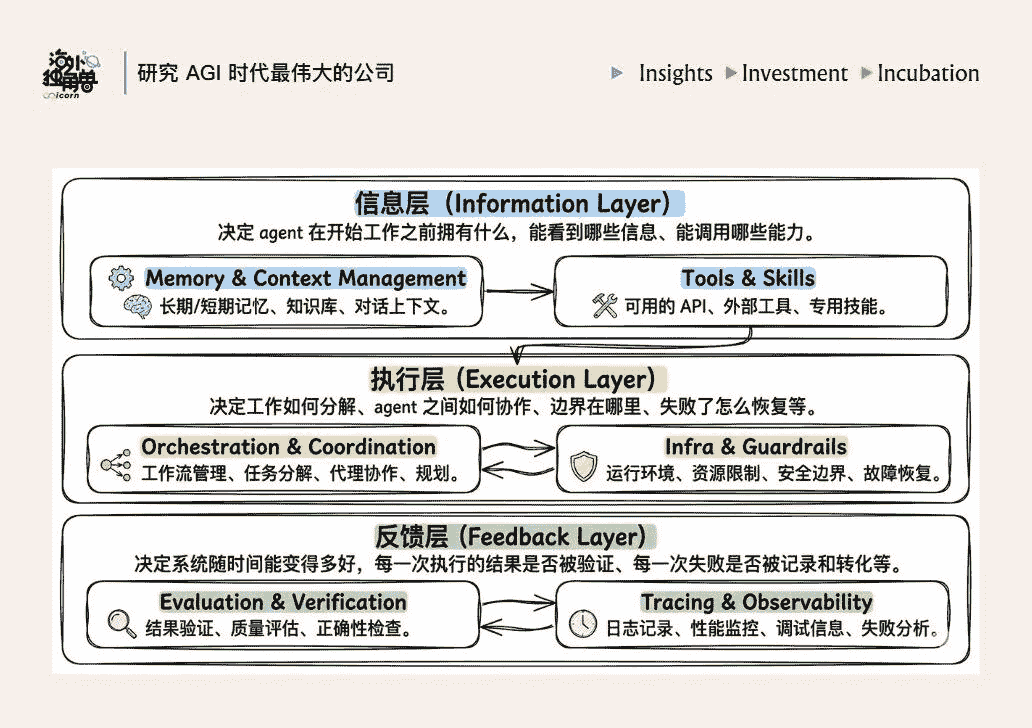 海外
独角兽
unicorn
研究 AGI 时代最伟大的公司
Insights
Investment
Incubation
信息层（Information Layer）
决定 agent 在开始工作之前拥有什么，能看到哪些信息、能调用哪些能力。
Memory & Context Management
长期/短期记忆、知识库、对话上下文。
Tools & Skills
可用的 API、外部工具、专用技能。
执行层（Execution Layer）
决定工作如何分解、agent 之间如何协作、边界在哪里、失败了怎么恢复等。
Orchestration & Coordination
工作流管理、任务分解、代理协作、规划。
Infra & Guardrails
运行环境、资源限制、安全边界、故障恢复。
反馈层（Feedback Layer）
决定系统随时间能变得多好，每一次执行的结果是否被验证、每一次失败是否被记录和转化等。
Evaluation & Verification
结果验证、质量评估、正确性检查。
Tracing & Observability
日志记录、性能监控、调试信息、失败分析。